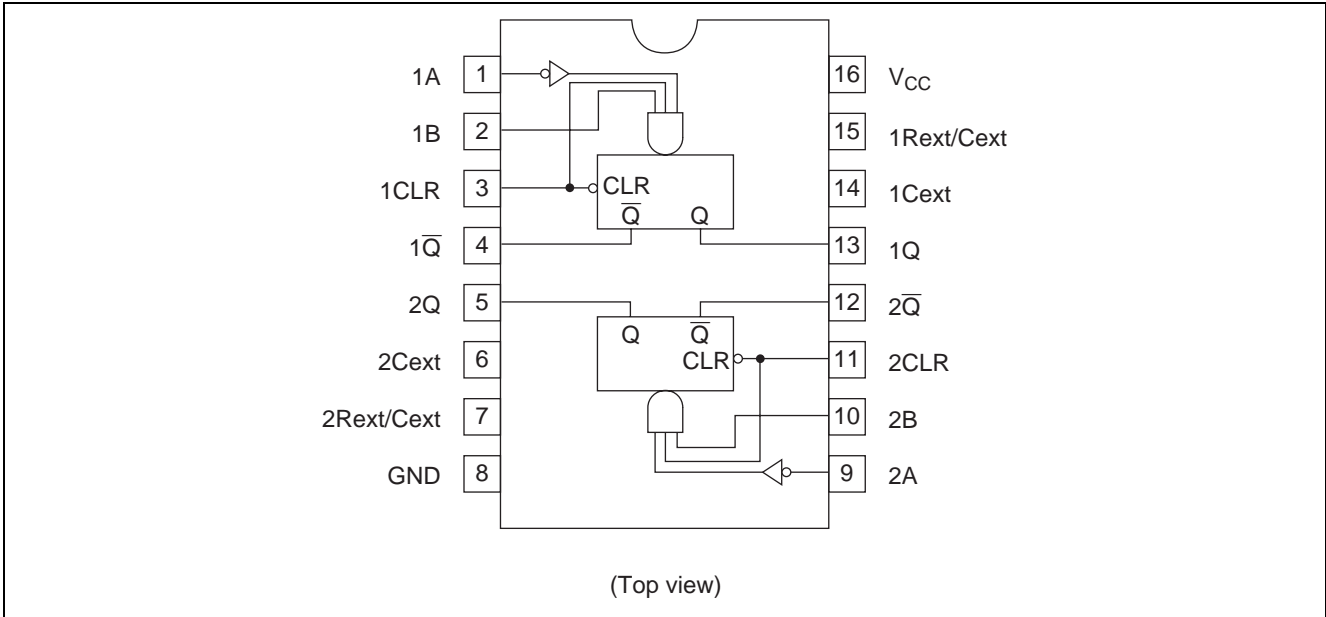 1A 1 16 V_CC
1B 2 15 1Rext/Cext
1CLR 3 CLR 14 1Cext
Q̅ Q
1Q̅ 4 13 1Q
2Q 5 12 2Q̅
Q Q̅
2Cext 6 CLR 11 2CLR
2Rext/Cext 7 10 2B
GND 8 9 2A
(Top view)